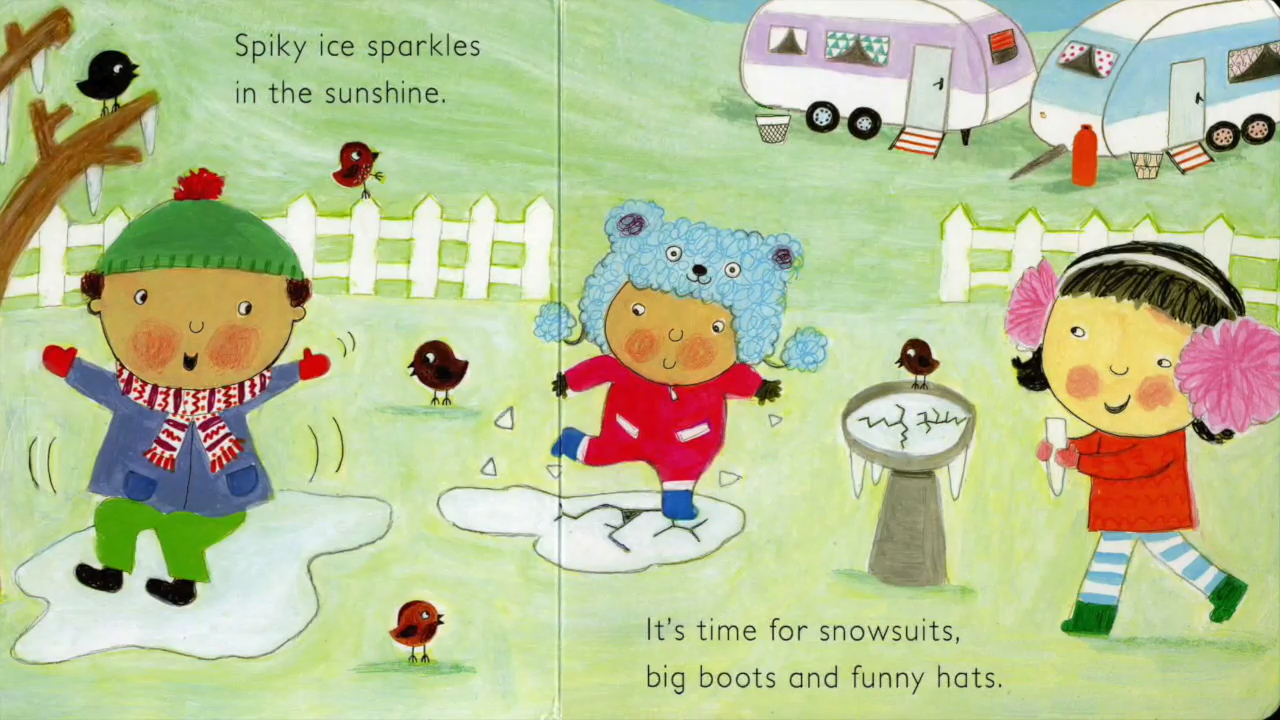 Spiky ice sparkles
in the sunshine.
It's time for snowsuits,
big boots and funny hats.